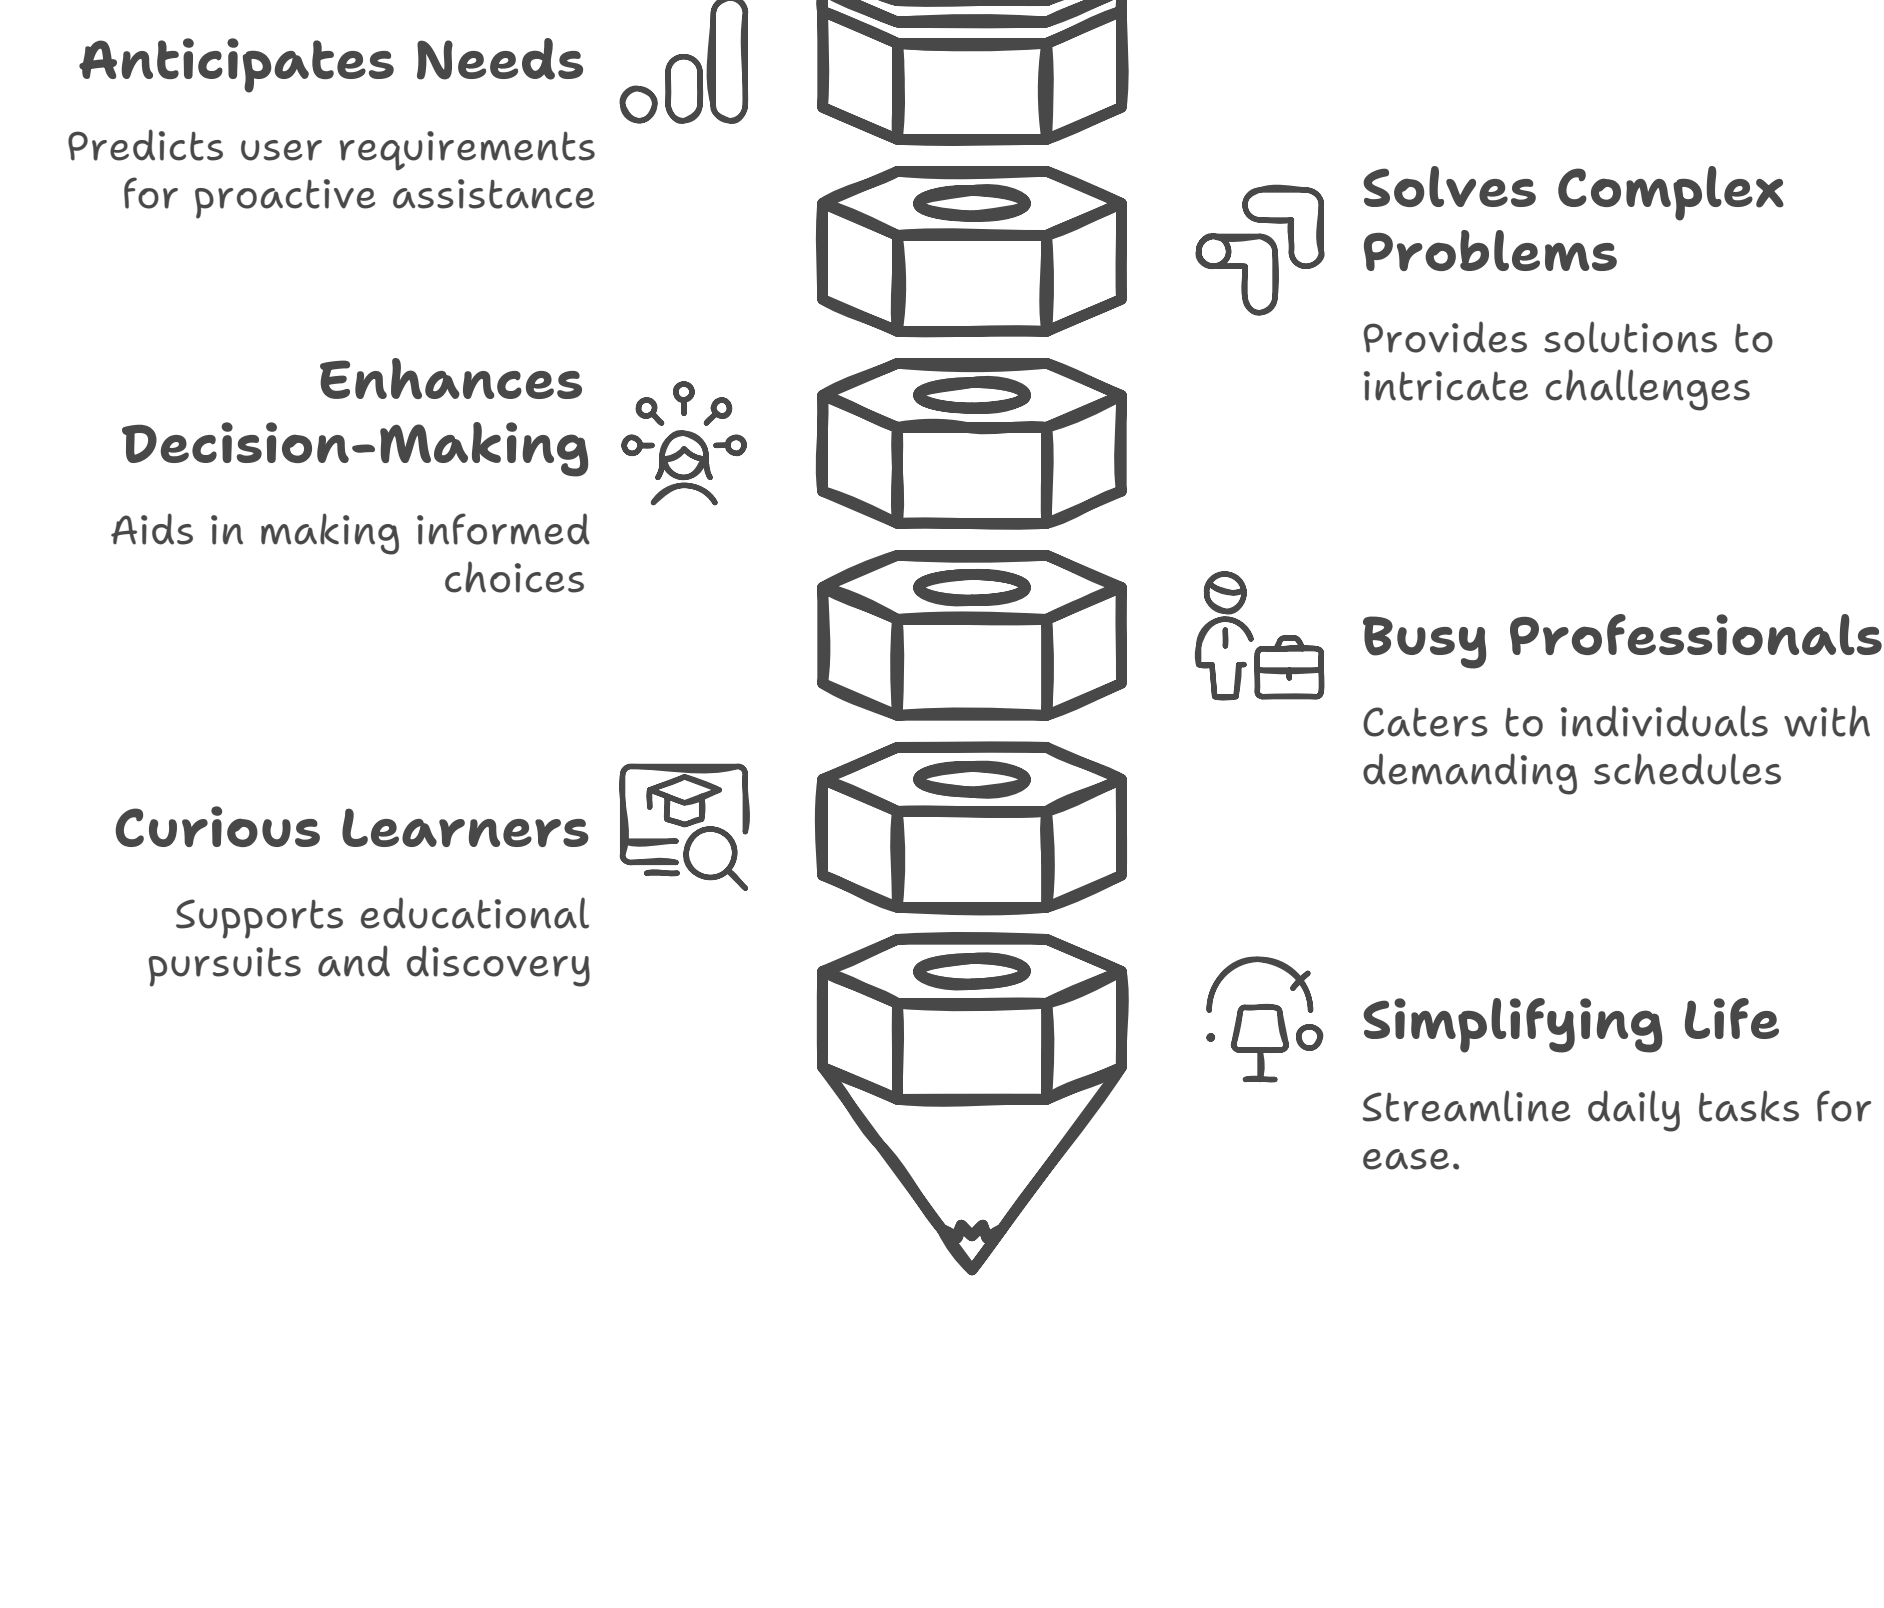 Anticipates Needs
Predicts user requirements
for proactive assistance
Solves Complex
Problems
Provides solutions to
intricate challenges
Enhances
Decision-Making
Aids in making informed
choices
Busy Professionals
Caters to individuals with
demanding schedules
Curious Learners
Supports educational
pursuits and discovery
Simplifying Life
Streamline daily tasks for
ease.